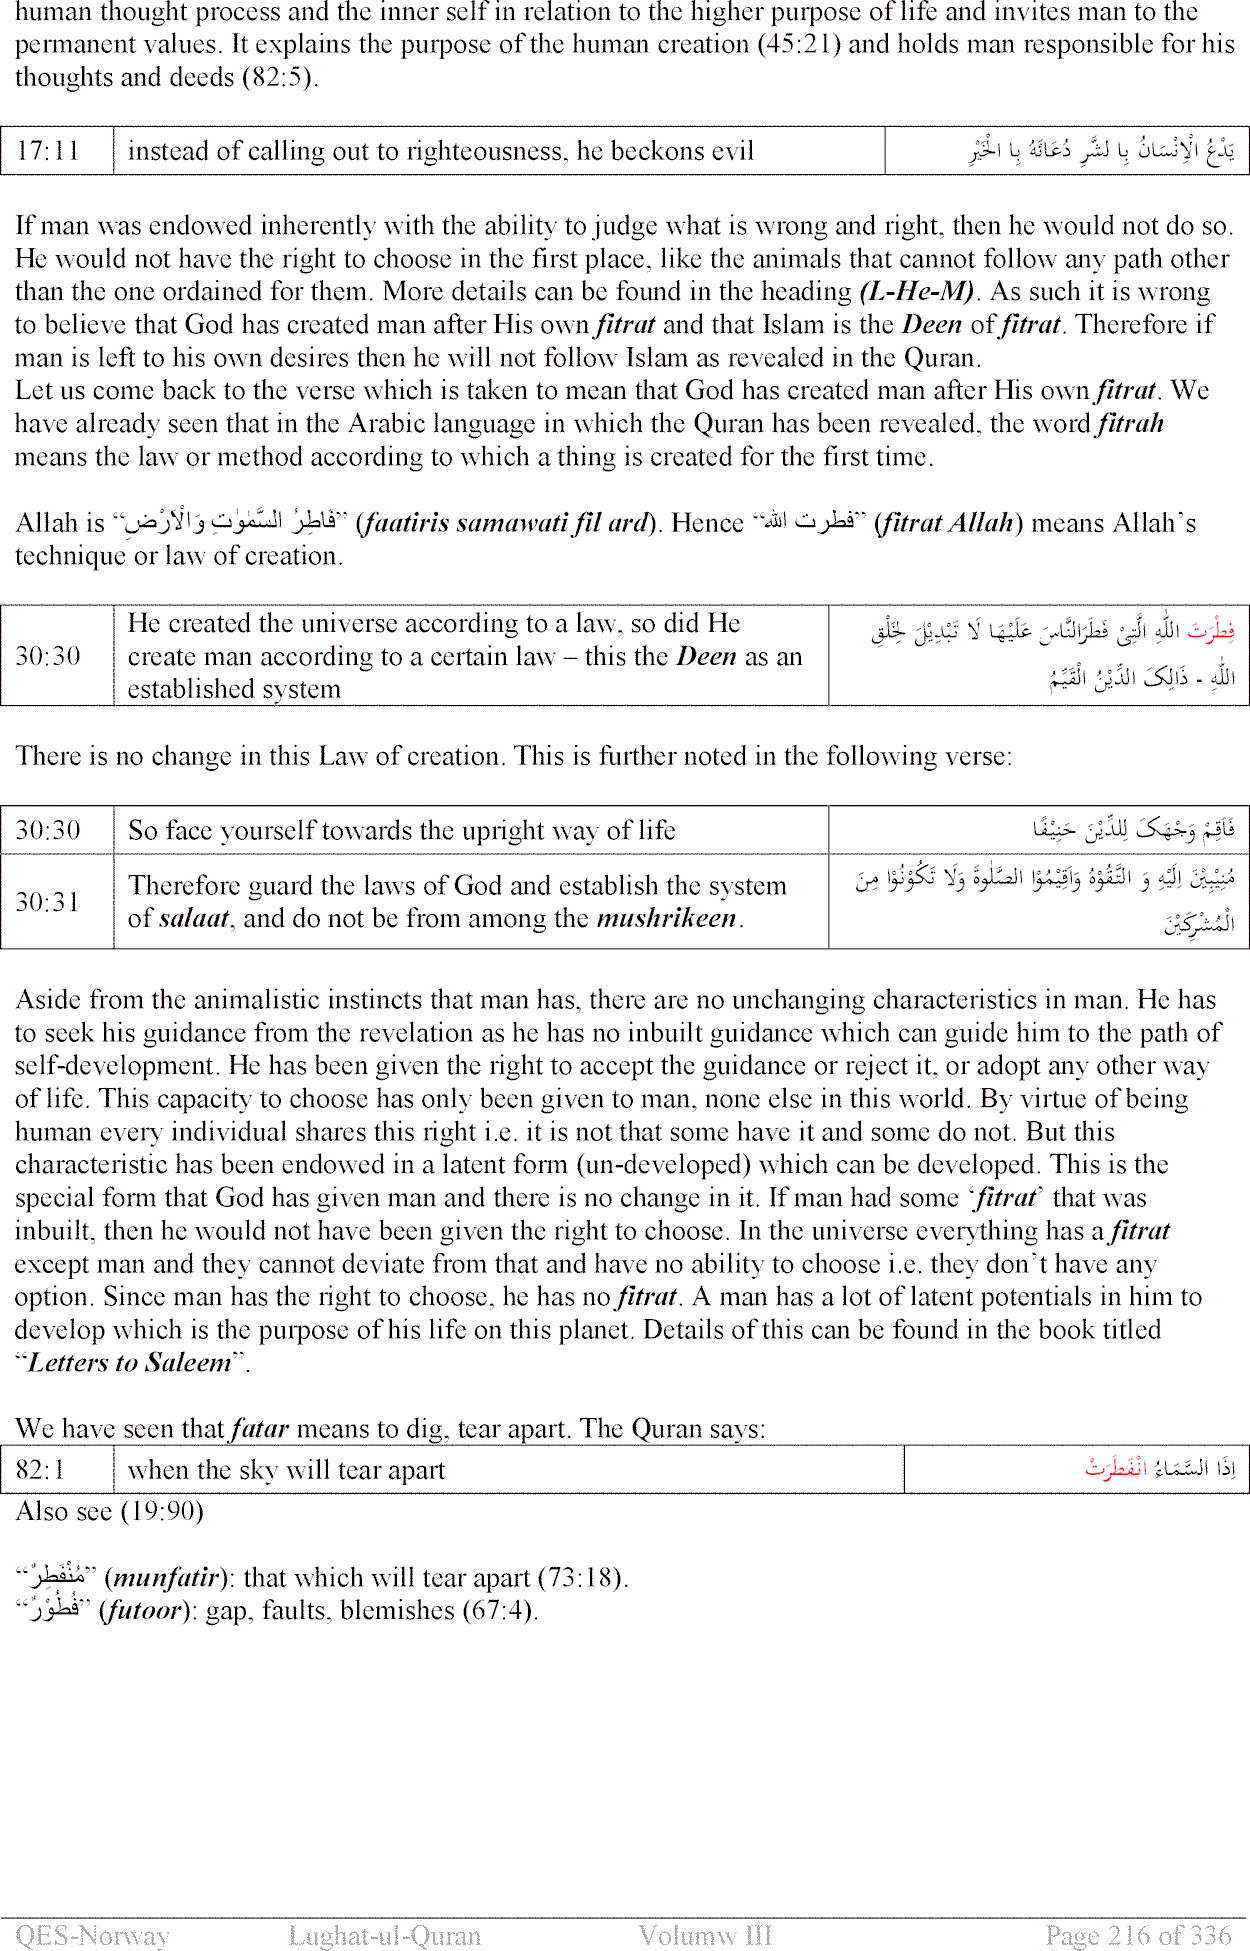 human thought process and the inner self in relation to the higher purpose of life and invites man to the
permanent values. It explains the purpose of the human creation (45:21) and holds man responsible for his
thoughts and deeds (82:5).
17:11 instead of calling out to righteousness, he beckons evil يَدْعُ الْاِنْسَانُ بِا لشَّرِ دُعَائَهُ بِا الْخَيْرِ
If man was endowed inherently with the ability to judge what is wrong and right, then he would not do so.
He would not have the right to choose in the first place, like the animals that cannot follow any path other
than the one ordained for them. More details can be found in the heading (L-He-M). As such it is wrong
to believe that God has created man after His own fitrat and that Islam is the Deen of fitrat. Therefore if
man is left to his own desires then he will not follow Islam as revealed in the Quran.
Let us come back to the verse which is taken to mean that God has created man after His own fitrat. We
have already seen that in the Arabic language in which the Quran has been revealed, the word fitrah
means the law or method according to which a thing is created for the first time.
Allah is “فَاطِرُ السَّمٰوٰتِ وَالْاَرْضِ” (faatiris samawati fil ard). Hence “فطرت الله” (fitrat Allah) means Allah’s
technique or law of creation.
30:30 He created the universe according to a law, so did He
create man according to a certain law – this the Deen as an
established system
فِطْرَتَ اللّٰهِ الَّتِىْ فَطَرَالنَّاسَ عَلَيْهَا لَا تَبْدِيْلَ لِخَلْقِ
اللّٰهِ - ذَالِکَ الدِّيْنُ الْقَيِّمُ
There is no change in this Law of creation. This is further noted in the following verse:
30:30 So face yourself towards the upright way of life فَاَقِمْ وَجْهَکَ لِلدِّيْنَ حَنِيْفًا
30:31 Therefore guard the laws of God and establish the system
of salaat, and do not be from among the mushrikeen.
مُنِيْبِيْنَ اِلَيْهِ وَ التَّقُوْهُ وَاَقِيْمُوْا الصَّلٰوةَ وَلَا تَكُوْنُوْا مِنَ
الْمُشْرِكِيْنَ
Aside from the animalistic instincts that man has, there are no unchanging characteristics in man. He has
to seek his guidance from the revelation as he has no inbuilt guidance which can guide him to the path of
self-development. He has been given the right to accept the guidance or reject it, or adopt any other way
of life. This capacity to choose has only been given to man, none else in this world. By virtue of being
human every individual shares this right i.e. it is not that some have it and some do not. But this
characteristic has been endowed in a latent form (un-developed) which can be developed. This is the
special form that God has given man and there is no change in it. If man had some ‘fitrat’ that was
inbuilt, then he would not have been given the right to choose. In the universe everything has a fitrat
except man and they cannot deviate from that and have no ability to choose i.e. they don’t have any
option. Since man has the right to choose, he has no fitrat. A man has a lot of latent potentials in him to
develop which is the purpose of his life on this planet. Details of this can be found in the book titled
“Letters to Saleem”.
We have seen that fatar means to dig, tear apart. The Quran says:
82:1 when the sky will tear apart اِذَا السَّمَاءُ انْفَطَرَتْ
Also see (19:90)
“مُنْفَطِرٌ” (munfatir): that which will tear apart (73:18).
“فُطُوْرٌ” (futoor): gap, faults, blemishes (67:4).
QES-Norway Lughat-ul-Quran Volumw III Page 216 of 336